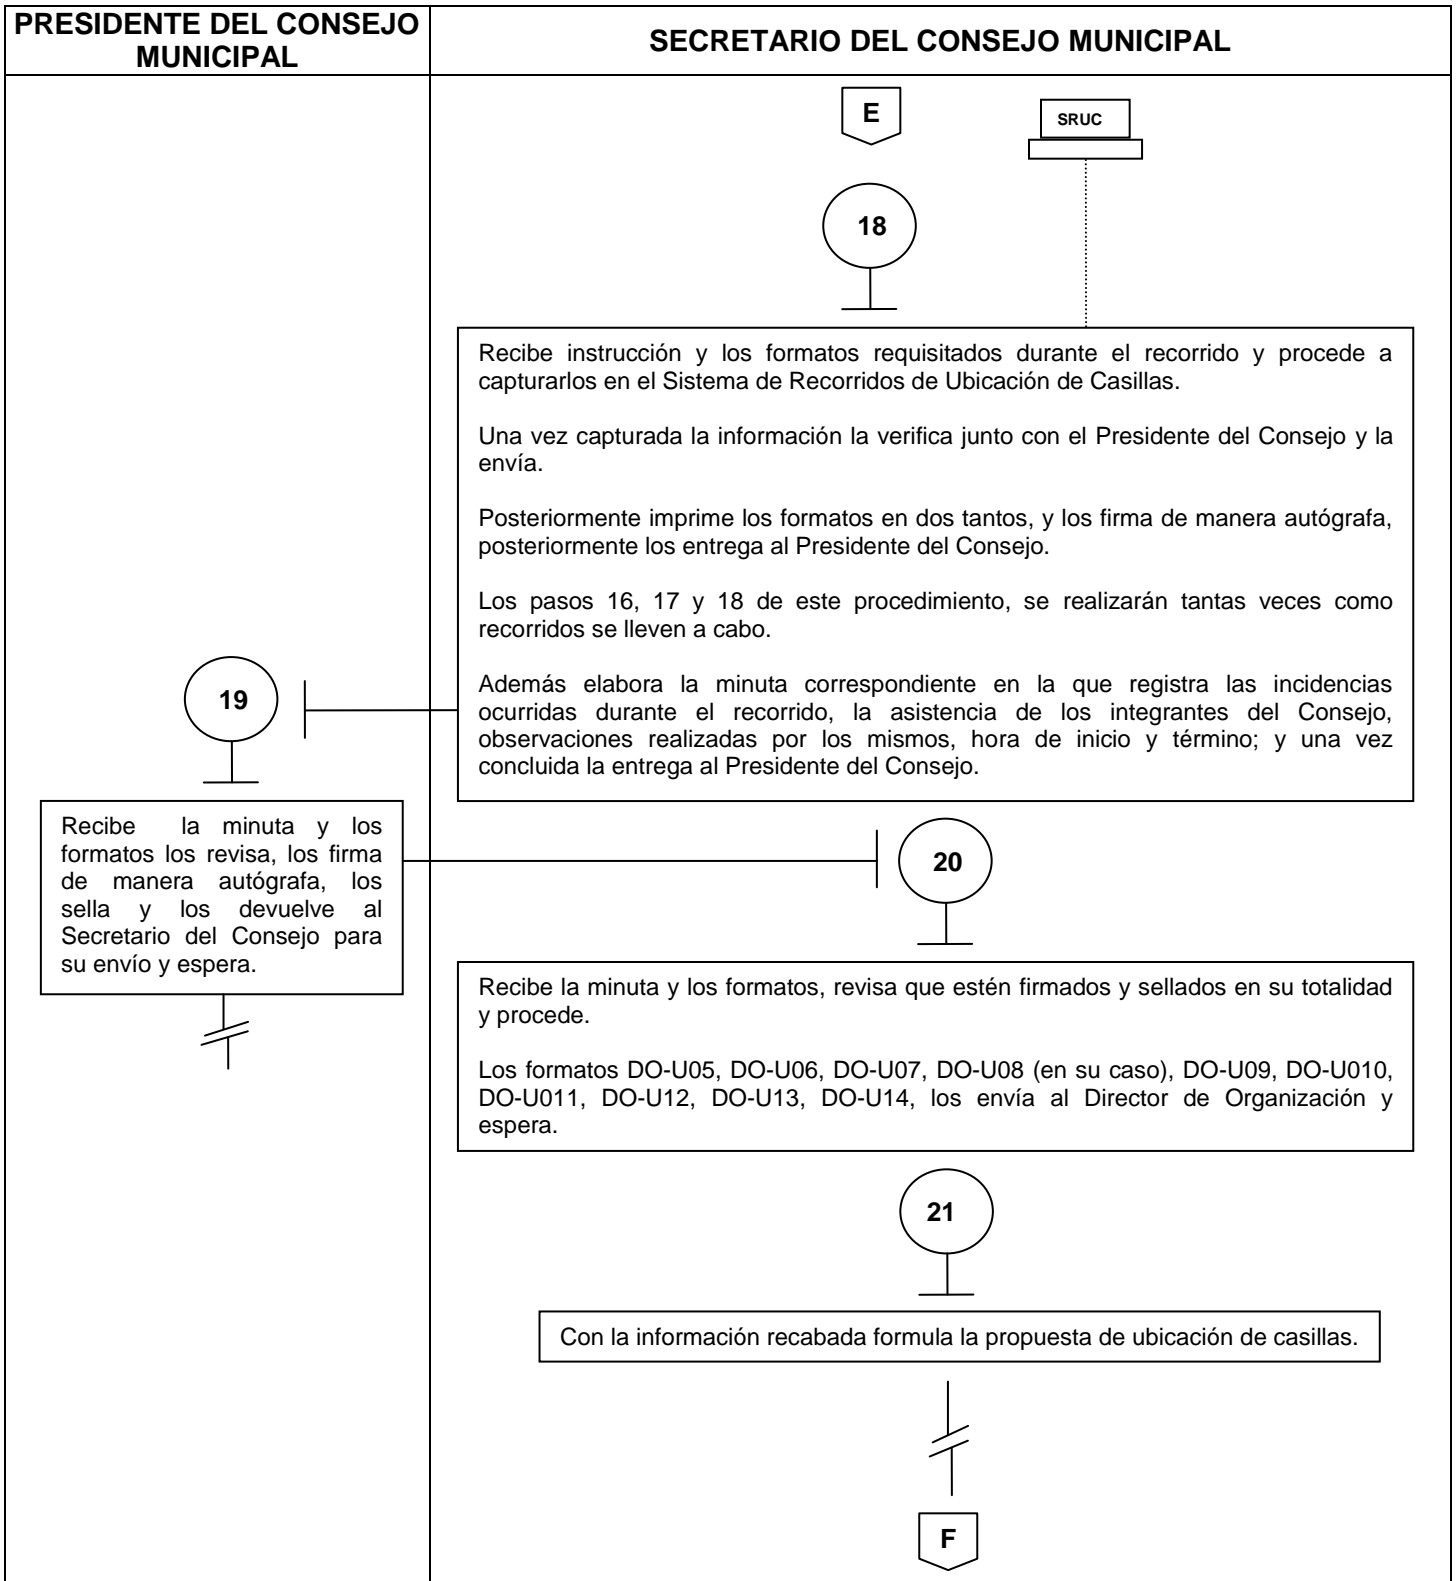 PRESIDENTE DEL CONSEJO
MUNICIPAL
SECRETARIO DEL CONSEJO MUNICIPAL
E
SRUC
18
Recibe instrucción y los formatos requisitados durante el recorrido y procede a
capturarlos en el Sistema de Recorridos de Ubicación de Casillas.
Una vez capturada la información la verifica junto con el Presidente del Consejo y la
envía.
Posteriormente imprime los formatos en dos tantos, y los firma de manera autógrafa,
posteriormente los entrega al Presidente del Consejo.
Los pasos 16, 17 y 18 de este procedimiento, se realizarán tantas veces como
recorridos se lleven a cabo.
Además elabora la minuta correspondiente en la que registra las incidencias
ocurridas durante el recorrido, la asistencia de los integrantes del Consejo,
observaciones realizadas por los mismos, hora de inicio y término; y una vez
concluida la entrega al Presidente del Consejo.
19
Recibe la minuta y los
formatos los revisa, los firma
de manera autógrafa, los
sella y los devuelve al
Secretario del Consejo para
su envío y espera.
20
Recibe la minuta y los formatos, revisa que estén firmados y sellados en su totalidad
y procede.
Los formatos DO-U05, DO-U06, DO-U07, DO-U08 (en su caso), DO-U09, DO-U010,
DO-U011, DO-U12, DO-U13, DO-U14, los envía al Director de Organización y
espera.
21
Con la información recabada formula la propuesta de ubicación de casillas.
F